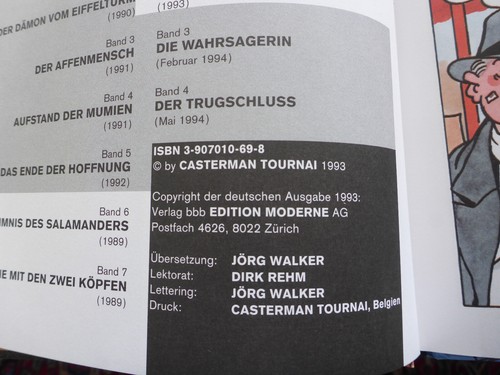 DER DÄMON VOM EIFFELTURM
(1990)
Band 3
DER AFFENMENSCH
(1991)
Band 4
AUFSTAND DER MUMIEN
(1991)
Band 5
DAS ENDE DER HOFFNUNG
(1992)
Band 6
IMNIS DES SALAMANDERS
(1989)
Band 7
MIT DEN ZWEI KÖPFEN
(1989)
(1993)
Band 3
DIE WAHRSAGERIN
(Februar 1994)
Band 4
DER TRUGSCHLUSS
(Mai 1994)
ISBN 3-907010-69-8
© by CASTERMAN TOURNAI 1993
Copyright der deutschen Ausgabe 1993:
Verlag bbb EDITION MODERNE AG
Postfach 4626, 8022 Zürich
Übersetzung: JÖRG WALKER
Lektorat: DIRK REHM
Lettering: JÖRG WALKER
Druck: CASTERMAN TOURNAI, Belgien